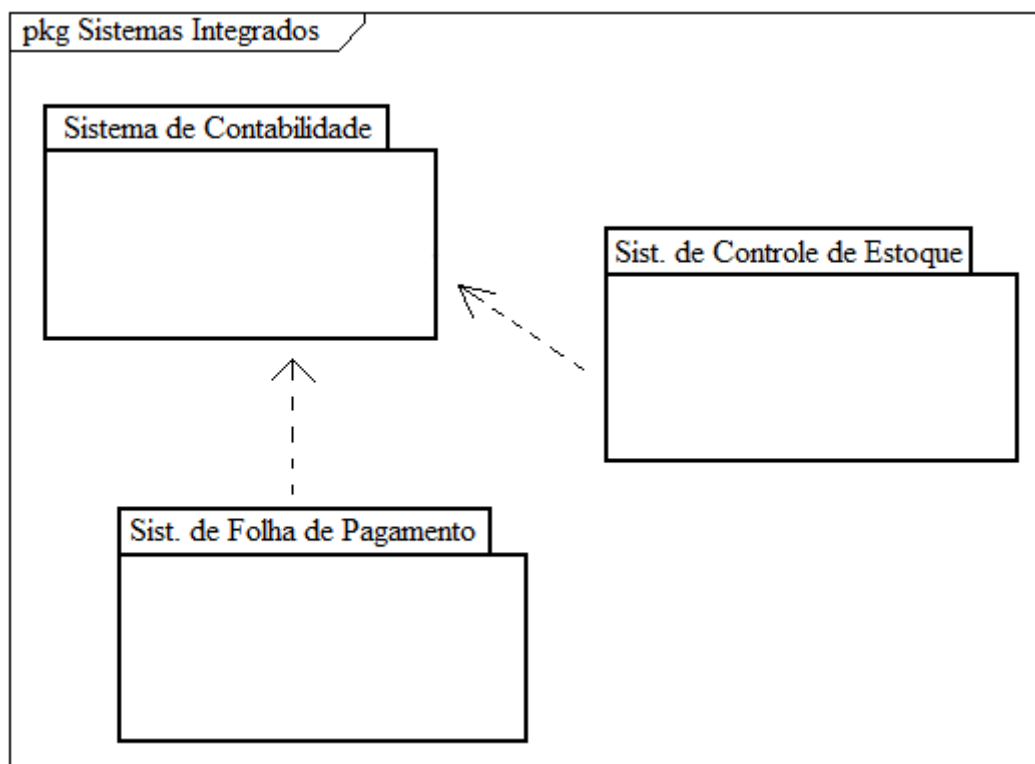 pkg Sistemas Integrados
Sistema de Contabilidade
Sist. de Controle de Estoque
Sist. de Folha de Pagamento